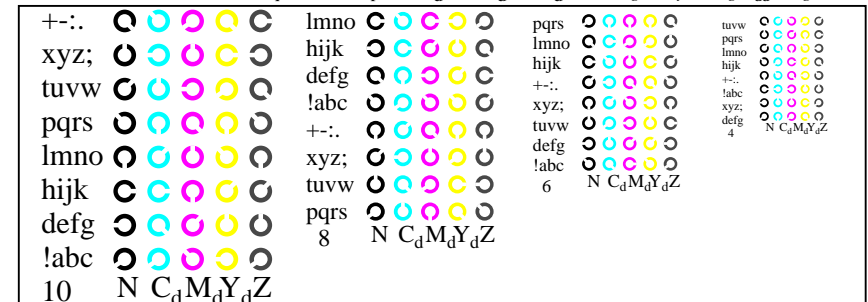 +-:.
xyz;
tuvw
pqrs
lmno
hijk
defg
!abc
10 N CdMdYdZ
lmno
hijk
defg
!abc
+-:.
xyz;
tuvw
pqrs
8 N CdMdYdZ
pqrs
lmno
hijk
+-:.
xyz;
tuvw
defg
!abc
6 N CdMdYdZ
tuvw
pqrs
lmno
hijk
+-:.
!abc
xyz;
defg
4 N CdMdYdZ